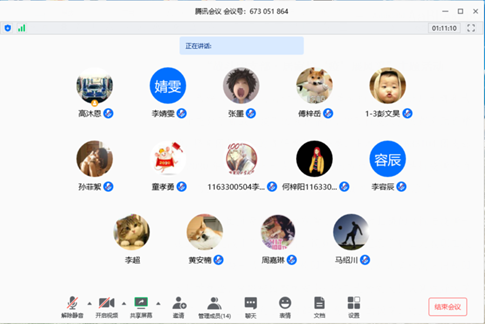 腾讯会议 会议号：673 051 864
01:11:10
正在讲话:
婧雯
高沐恩
李婧雯
张董
傅梓岳
1-3彭文昊
100
容辰
孙菲絮
童孝勇
1163300504李...
何梓阳116330...
李容辰
李超
黄安楠
周嘉琳
马绍川
解除静音
开启视频
共享屏幕
邀请
管理成员(14)
聊天
表情
文档
设置
结束会议